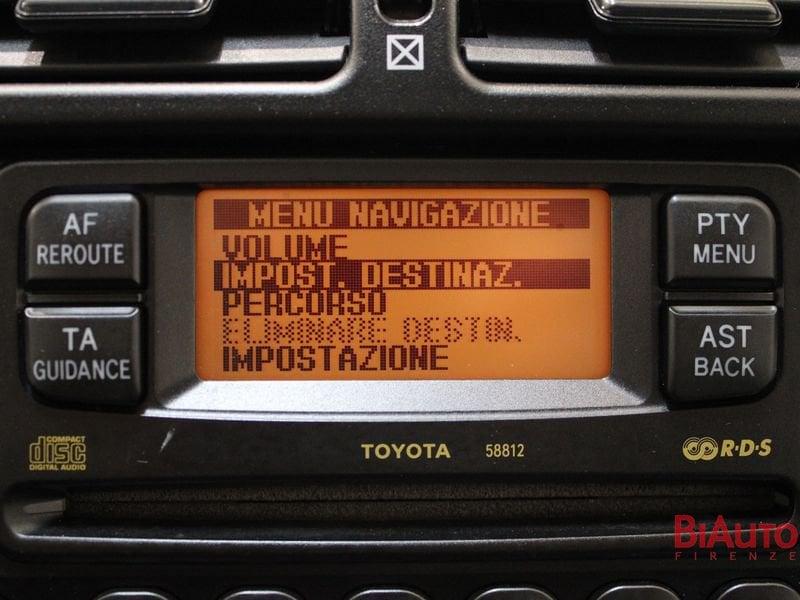 AF
REROUTE
TA
GUIDANCE
MENU NAVIGAZIONE
VOLUME
IMPOST. DESTINAZ.
PERCORSO
ELIMINARE DESTIN.
IMPOSTAZIONE
PTY
MENU
AST
BACK
COMPACT
disc
DIGITAL AUDIO
TOYOTA 58812
R·D·S
BIAUTO
FIRENZE